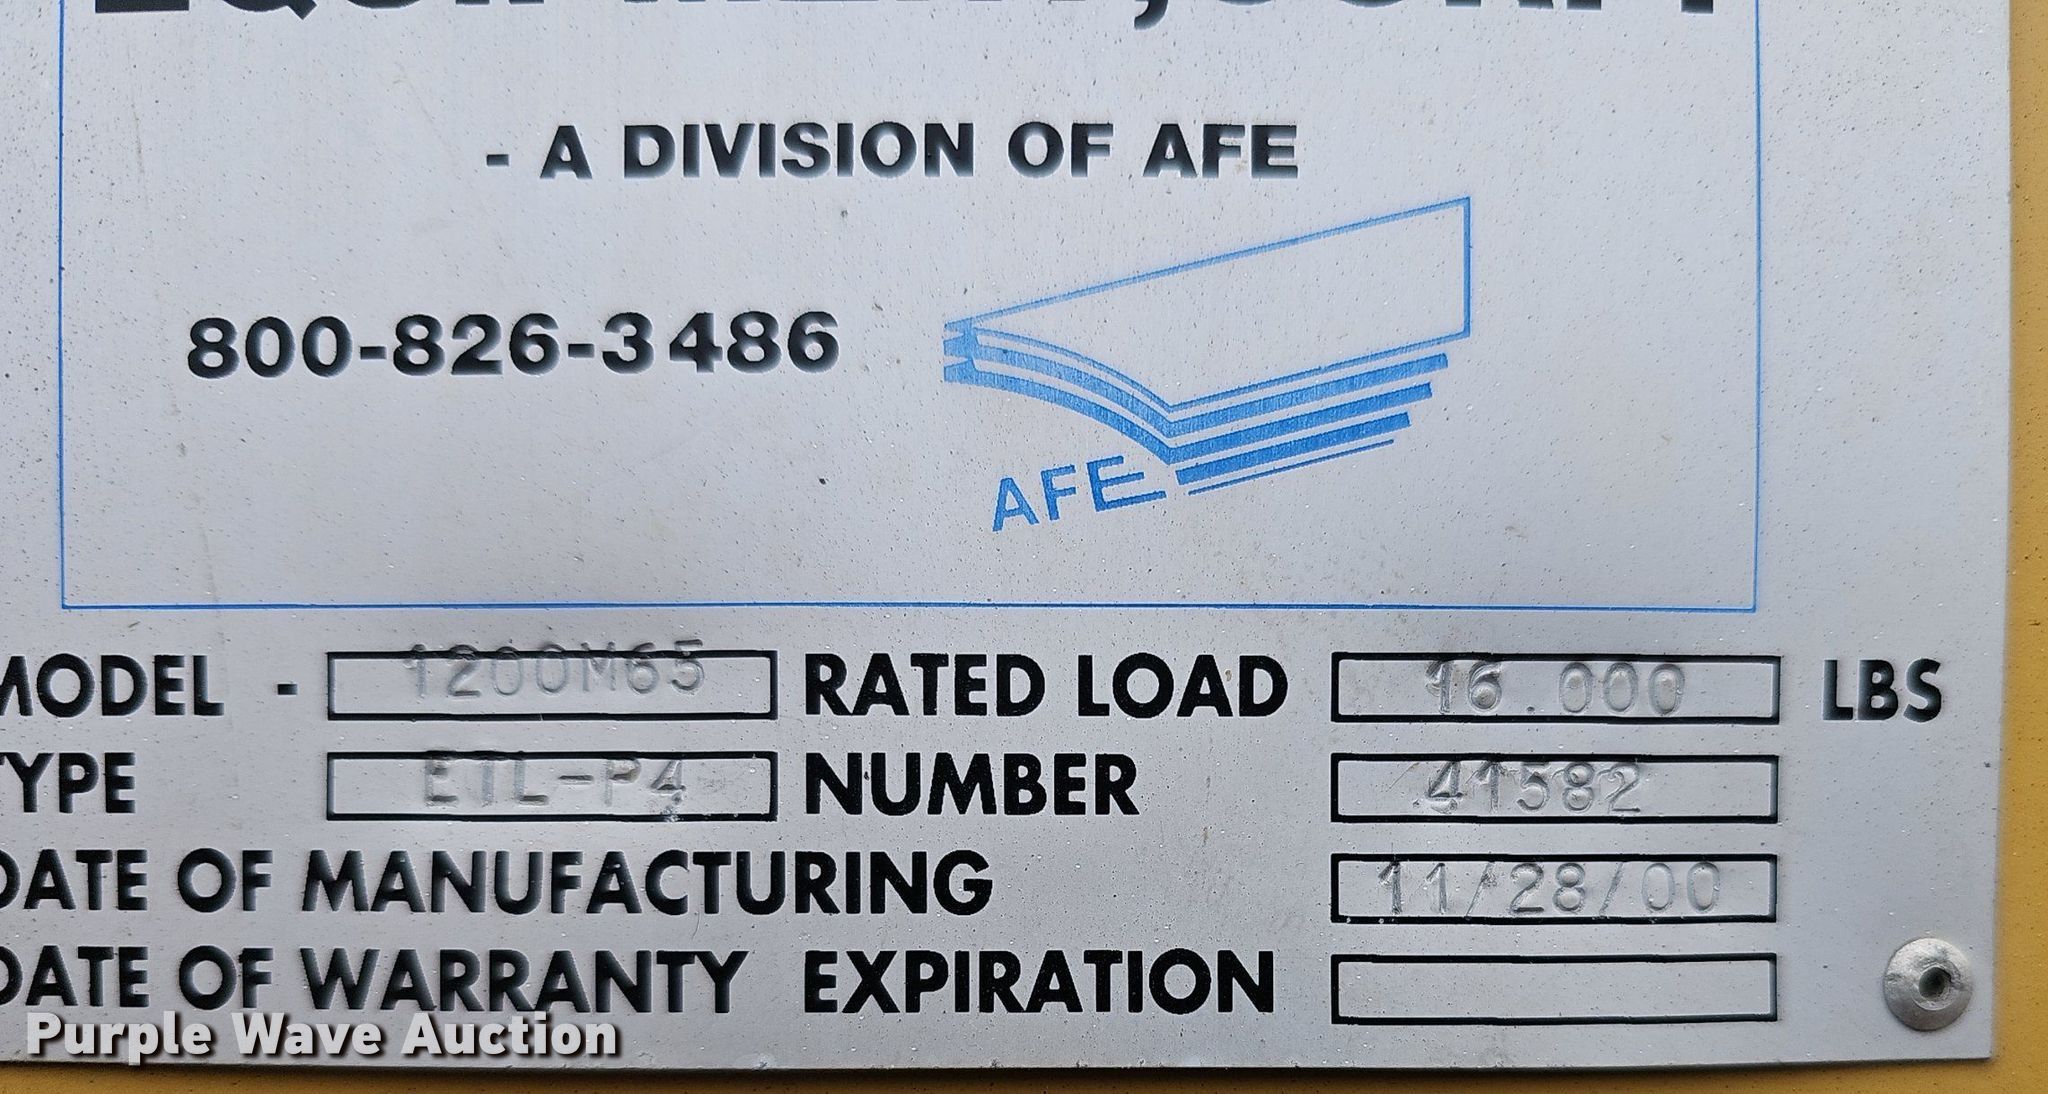 - A DIVISION OF AFE
800-826-3486
AFE
MODEL - 1200M65 RATED LOAD 16.000 LBS
TYPE ETL-P4 NUMBER 41582
DATE OF MANUFACTURING 11/28/00
DATE OF WARRANTY EXPIRATION
Purple Wave Auction